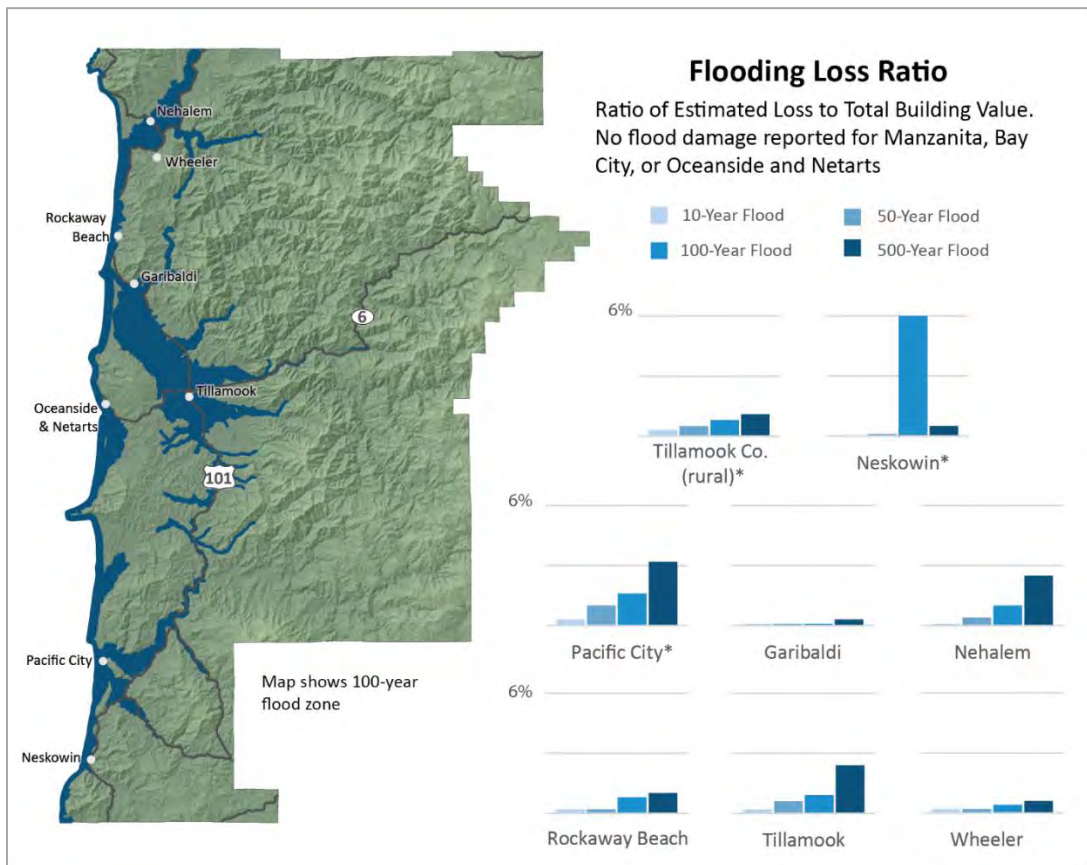 Flooding Loss Ratio
Ratio of Estimated Loss to Total Building Value.
No flood damage reported for Manzanita, Bay
City, or Oceanside and Netarts
10-Year Flood
50-Year Flood
100-Year Flood
500-Year Flood
Nehalem
Wheeler
Rockaway
Beach
Garibaldi
6
Tillamook
Oceanside
& Netarts
101
Pacific City
Neskowin
Map shows 100-year
flood zone
6%
Tillamook Co.
(rural)*
Neskowin*
6%
Pacific City*
Garibaldi
Nehalem
6%
Rockaway Beach
Tillamook
Wheeler